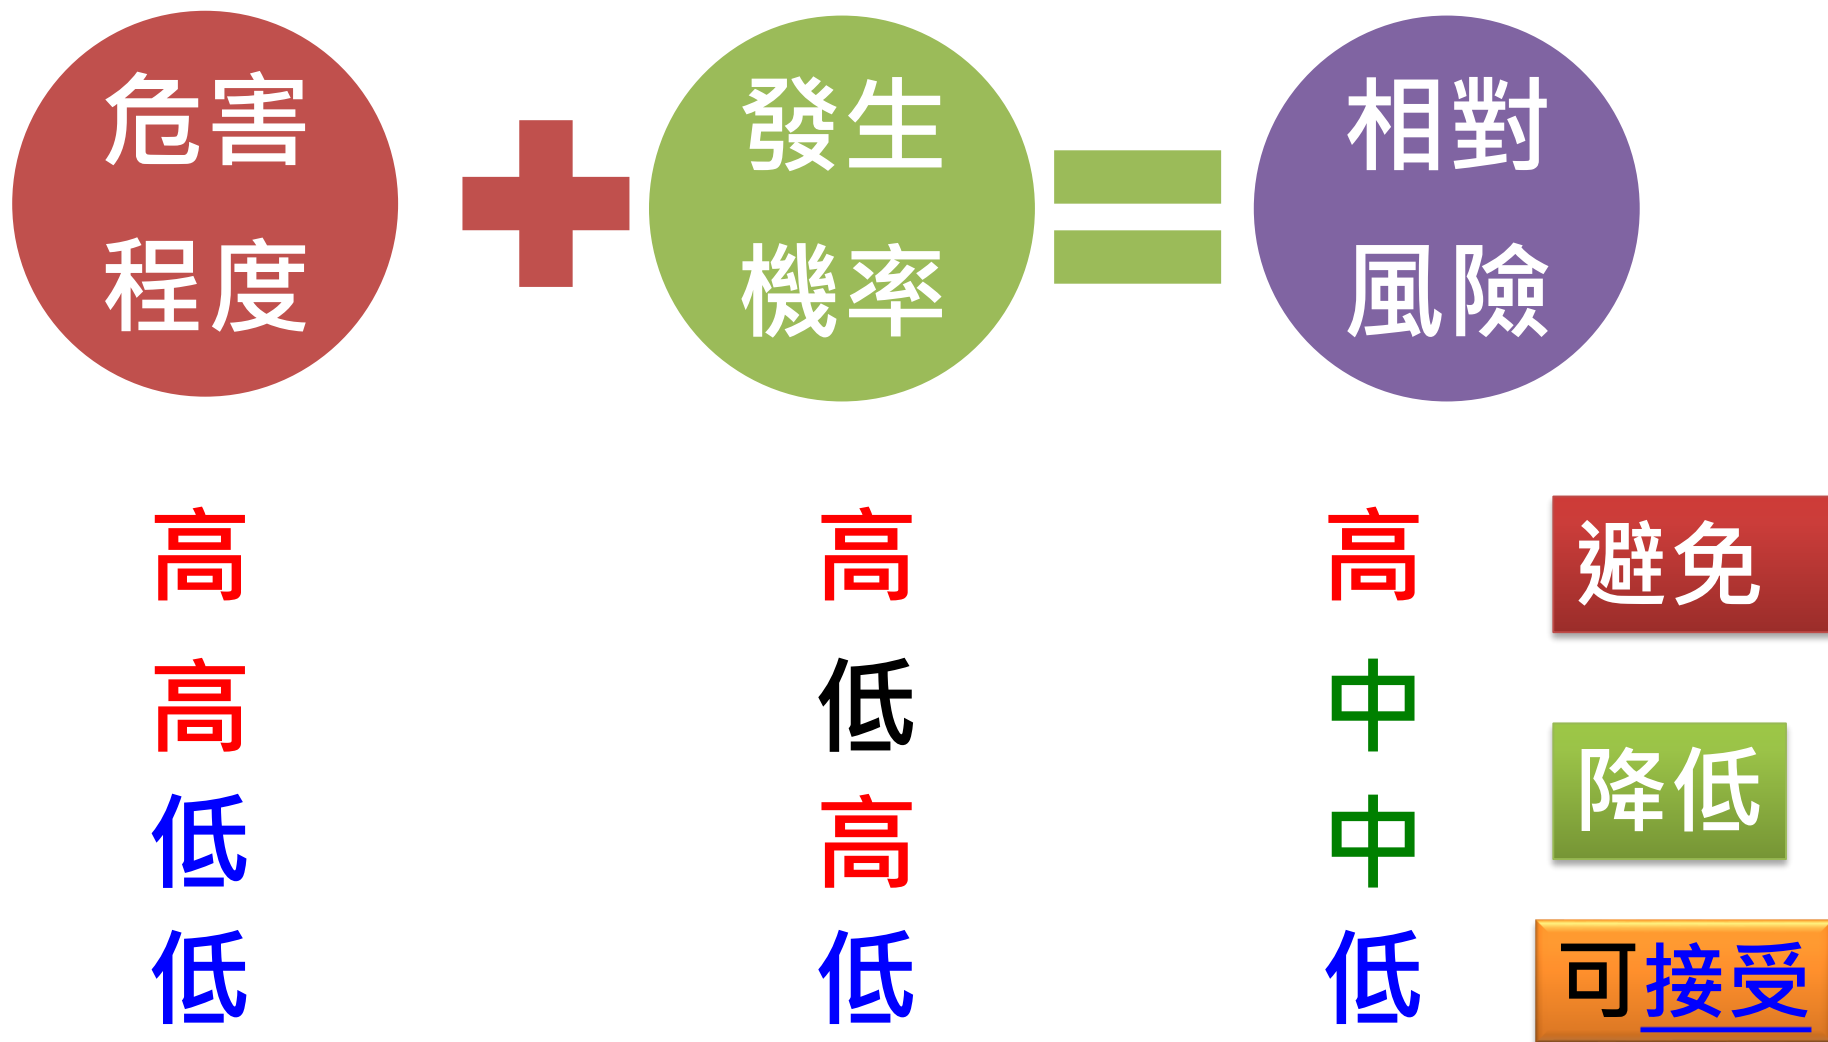 危害
程度
發生
機率
相對
風險
高 高 高 避免
高 低 中
降低
低 高 中
低 低 低 可接受